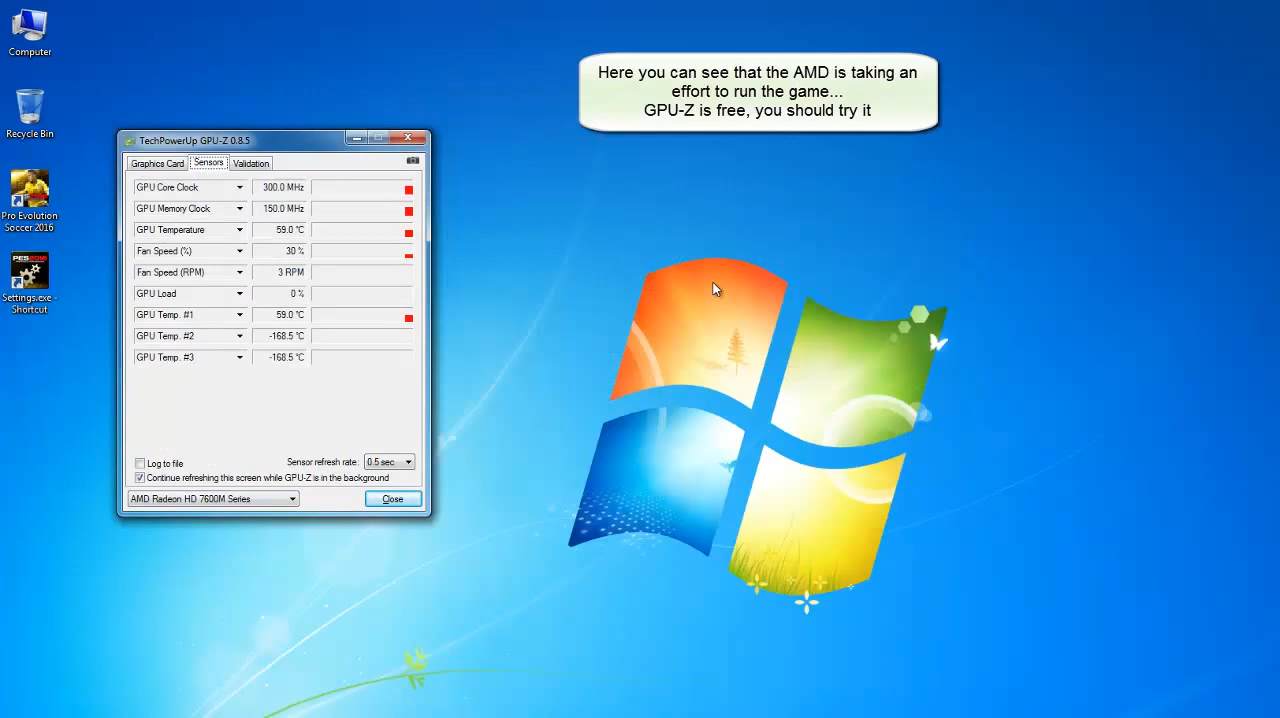 Computer
Recycle Bin
Pro Evolution
Soccer 2016
PES2016
Settings.exe -
Shortcut
Here you can see that the AMD is taking an
effort to run the game...
GPU-Z is free, you should try it
TechPowerUp GPU-Z 0.8.5
Graphics Card Sensors Validation
GPU Core Clock 300.0 MHz
GPU Memory Clock 150.0 MHz
GPU Temperature 59.0 °C
Fan Speed (%) 30 %
Fan Speed (RPM) 3 RPM
GPU Load 0 %
GPU Temp. #1 59.0 °C
GPU Temp. #2 -168.5 °C
GPU Temp. #3 -168.5 °C
Log to file Sensor refresh rate: 0.5 sec
Continue refreshing this screen while GPU-Z is in the background
AMD Radeon HD 7600M Series Close